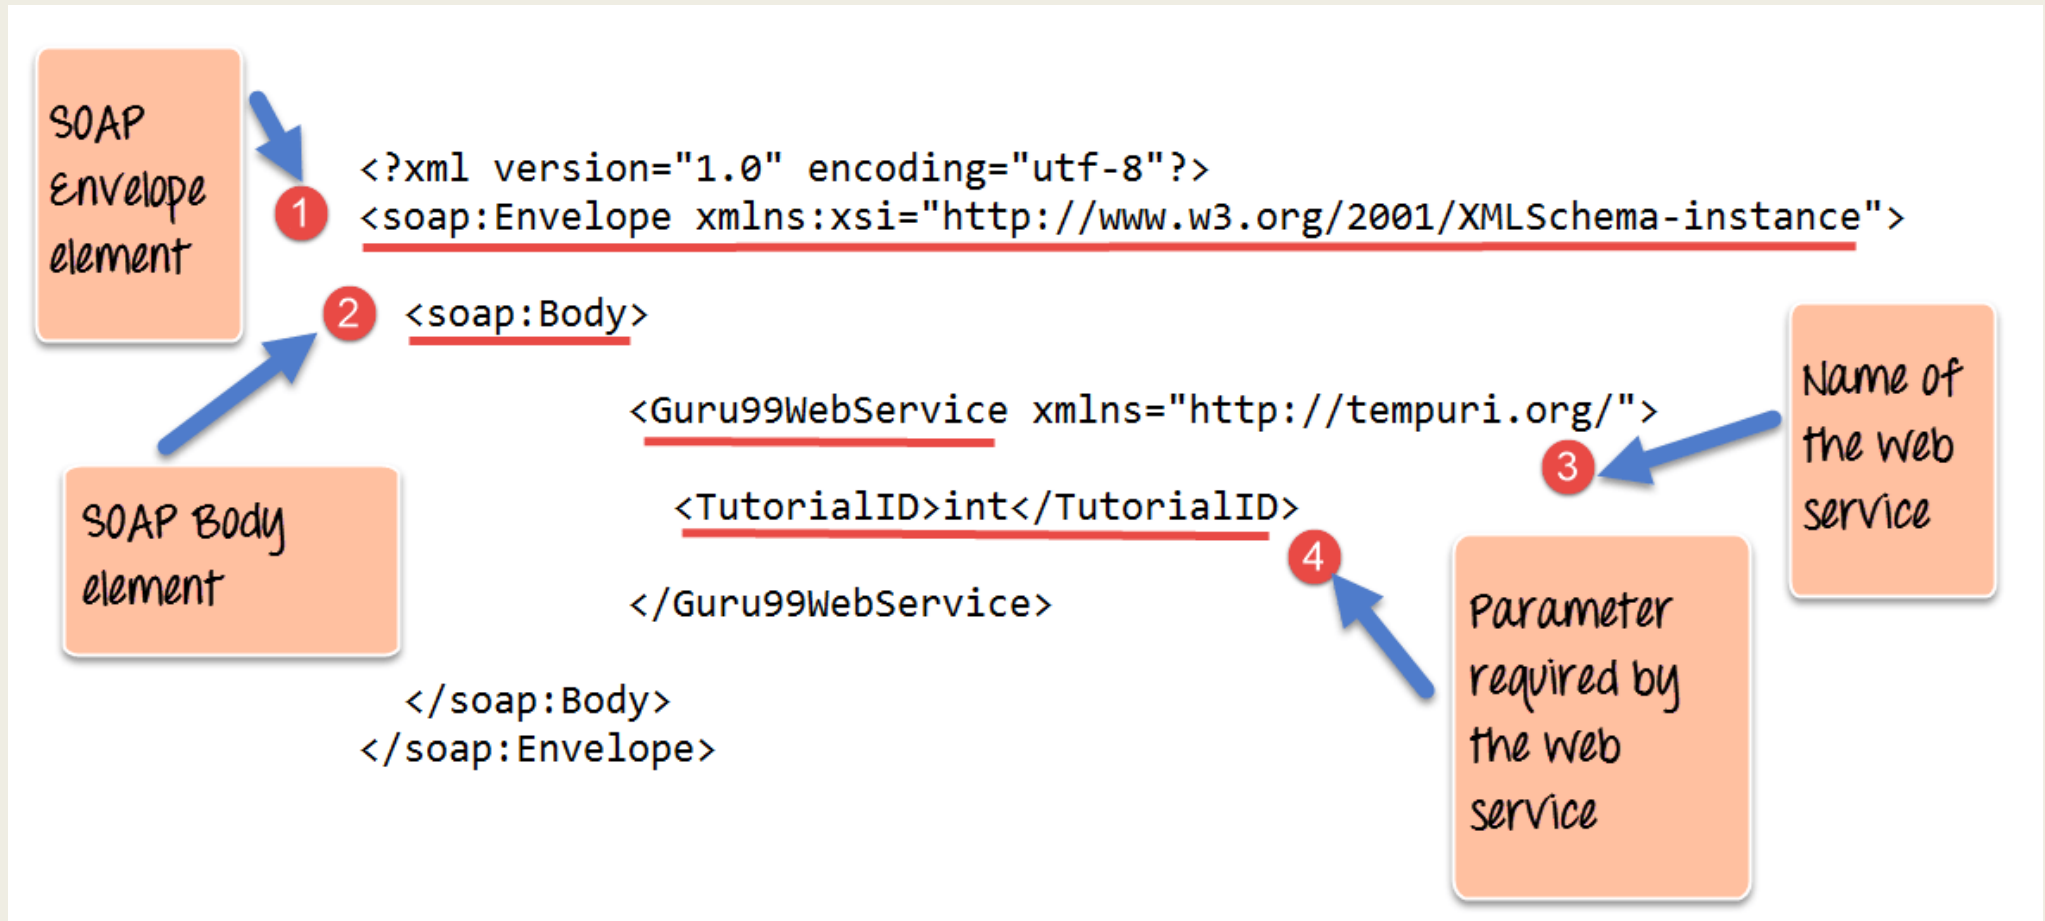 SOAP
Envelope
element
1
<?xml version="1.0" encoding="utf-8"?>
<soap:Envelope xmlns:xsi="http://www.w3.org/2001/XMLSchema-instance">
2
<soap:Body>
SOAP Body
element
<Guru99WebService xmlns="http://tempuri.org/">
3
Name of
the web
service
<TutorialID>int</TutorialID>
4
Parameter
required by
the web
service
</Guru99WebService>
</soap:Body>
</soap:Envelope>